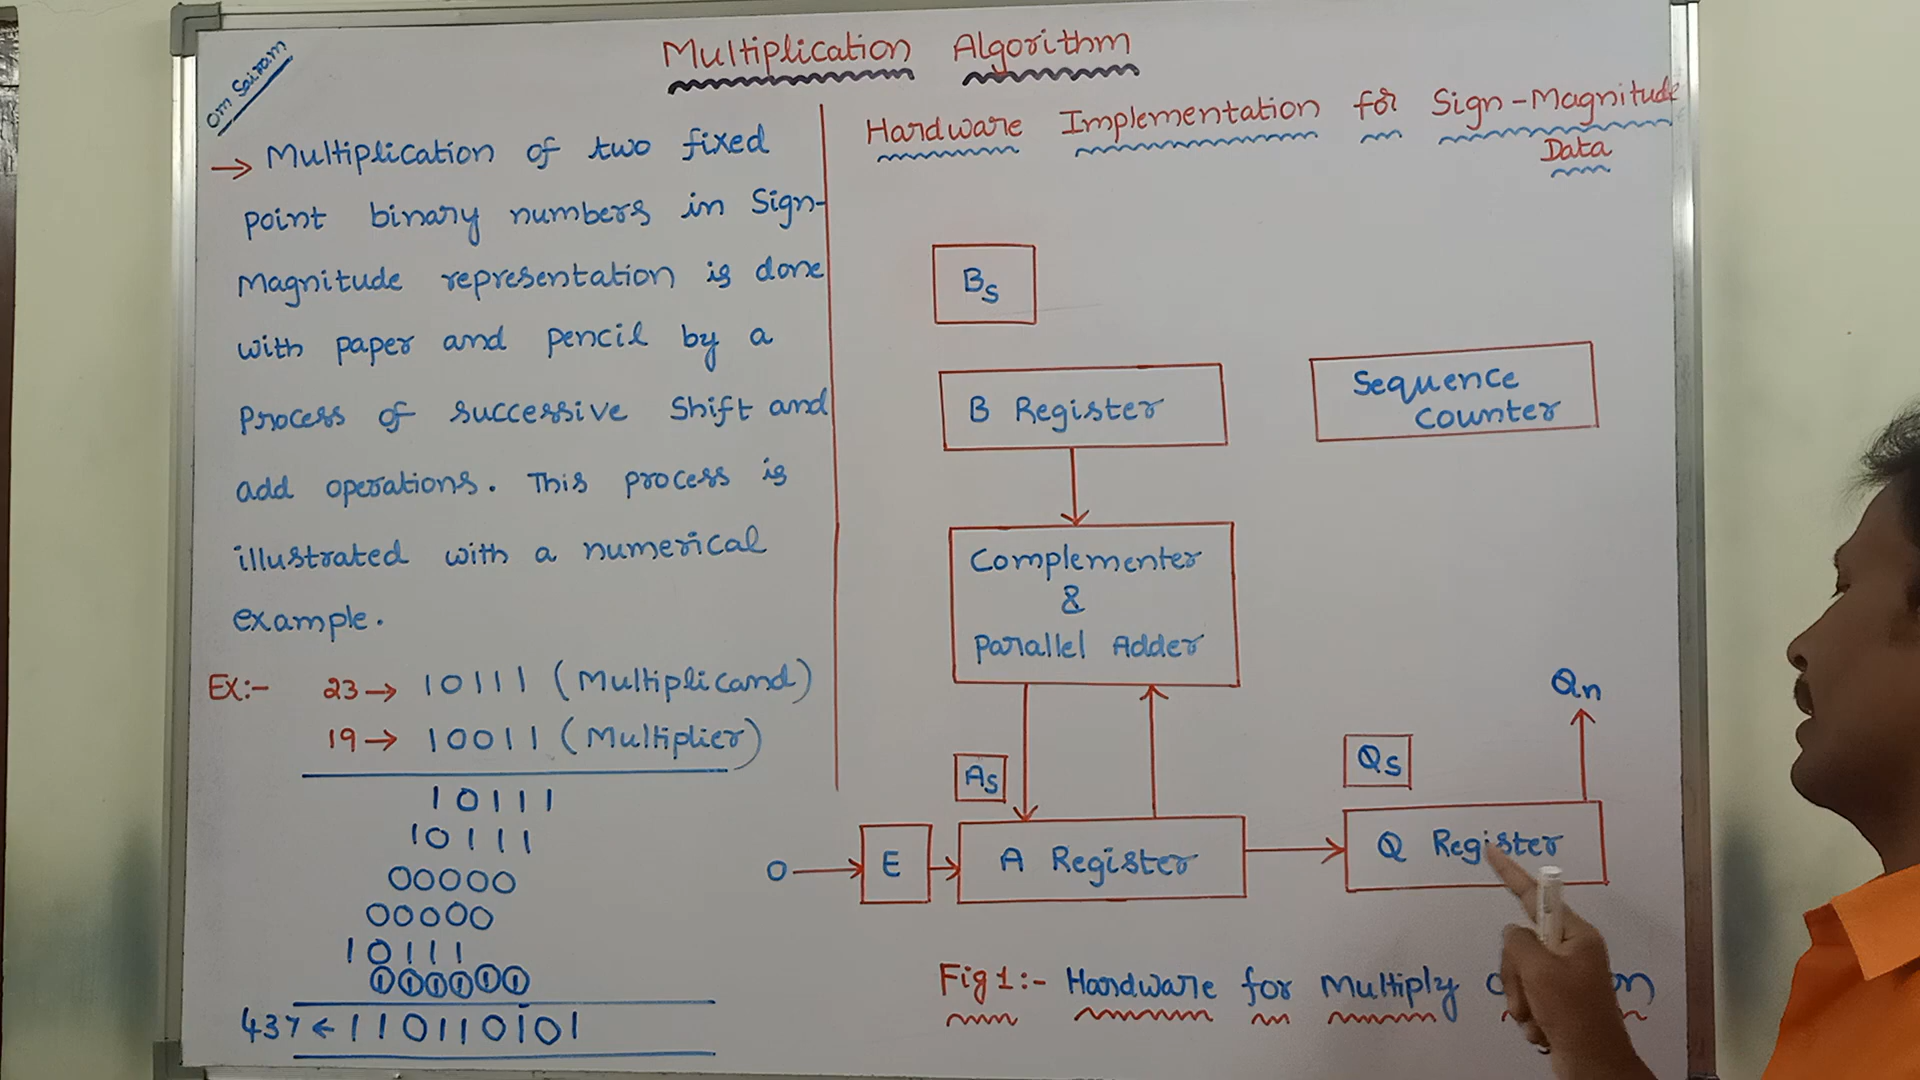 Om Sairam
Multiplication Algorithm
→ Multiplication of two fixed
point binary numbers in Sign-
Magnitude representation is done
with paper and pencil by a
Process of successive Shift and
add operations. This process is
illustrated with a numerical
example.
Ex:- 23→ 10111 (Multiplicand)
19→ 10011 (Multiplier)
10111
10111
00000
00000
10111
①①①①①①
437 ← 110110101
Hardware Implementation for Sign-Magnitude
Data
Bs
B Register
Sequence
Counter
Complementer
&
Parallel Adder
As
Qs
Qn
0
E
A Register
Q Register
Fig 1:- Hardware for Multiply